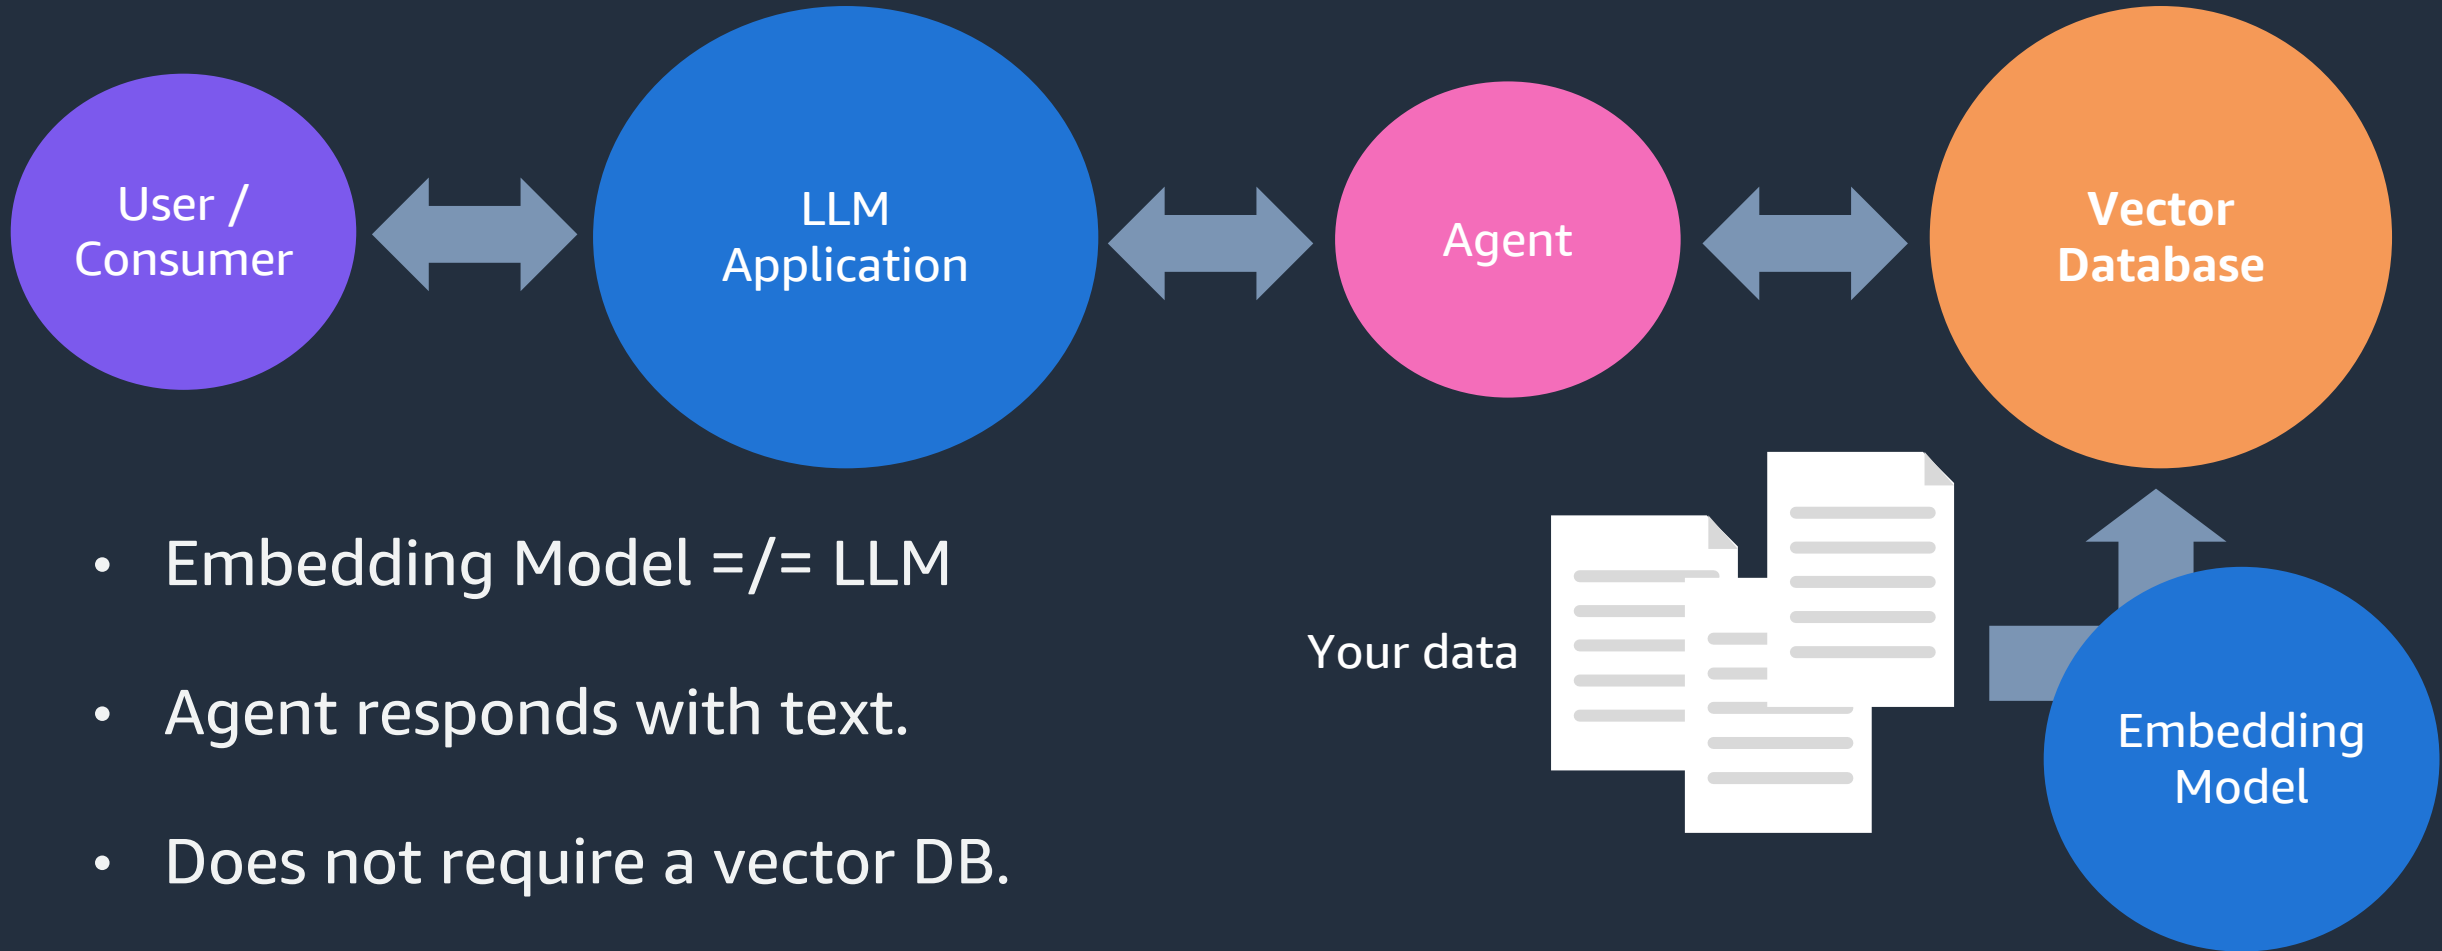 User /
Consumer
LLM
Application
Agent
Vector
Database
• Embedding Model =/= LLM
• Agent responds with text.
• Does not require a vector DB.
Your data
Embedding
Model